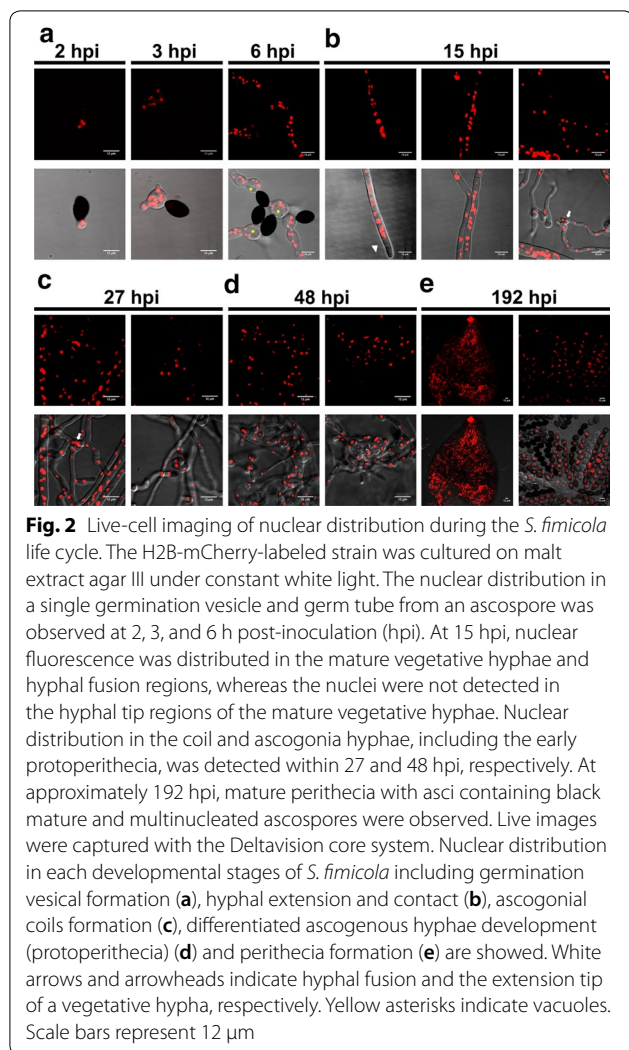 a b
2 hpi 3 hpi 6 hpi 15 hpi
c d e
27 hpi 48 hpi 192 hpi
Fig. 2 Live-cell imaging of nuclear distribution during the S. fimicola
life cycle. The H2B-mCherry-labeled strain was cultured on malt
extract agar III under constant white light. The nuclear distribution in
a single germination vesicle and germ tube from an ascospore was
observed at 2, 3, and 6 h post-inoculation (hpi). At 15 hpi, nuclear
fluorescence was distributed in the mature vegetative hyphae and
hyphal fusion regions, whereas the nuclei were not detected in
the hyphal tip regions of the mature vegetative hyphae. Nuclear
distribution in the coil and ascogonia hyphae, including the early
protoperithecia, was detected within 27 and 48 hpi, respectively. At
approximately 192 hpi, mature perithecia with asci containing black
mature and multinucleated ascospores were observed. Live images
were captured with the Deltavision core system. Nuclear distribution
in each developmental stages of S. fimicola including germination
vesical formation (a), hyphal extension and contact (b), ascogonial
coils formation (c), differentiated ascogenous hyphae development
(protoperithecia) (d) and perithecia formation (e) are showed. White
arrows and arrowheads indicate hyphal fusion and the extension tip
of a vegetative hypha, respectively. Yellow asterisks indicate vacuoles.
Scale bars represent 12 μm